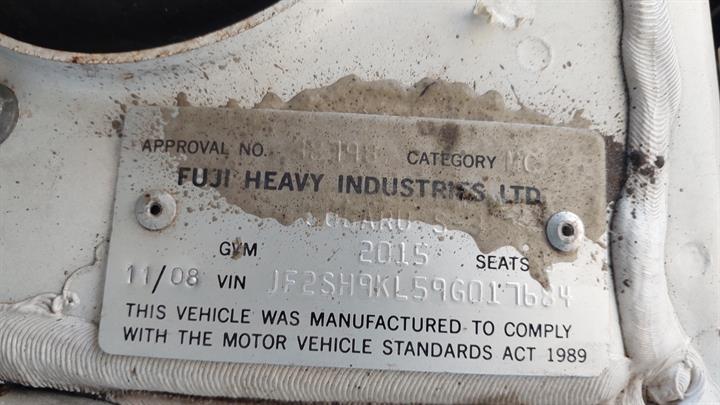 APPROVAL NO. CATEGORY
FUJI HEAVY INDUSTRIES LTD.
SUBARU S
GVM 2015 SEATS
11/08 VIN JF2SH9KL59G017684
THIS VEHICLE WAS MANUFACTURED TO COMPLY
WITH THE MOTOR VEHICLE STANDARDS ACT 1989